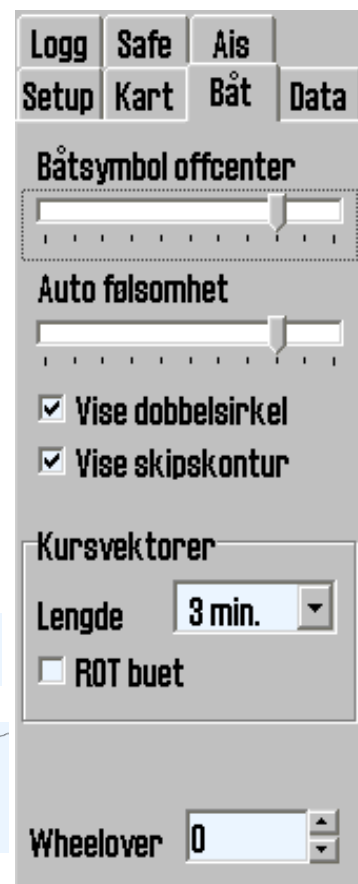 Logg Safe Ais
Setup Kart Båt Data
Båtsymbol offcenter
Auto følsomhet
Vise dobbelsirkel
Vise skipskontur
Kursvektorer
Lengde 3 min.
ROT buet
Wheelover 0